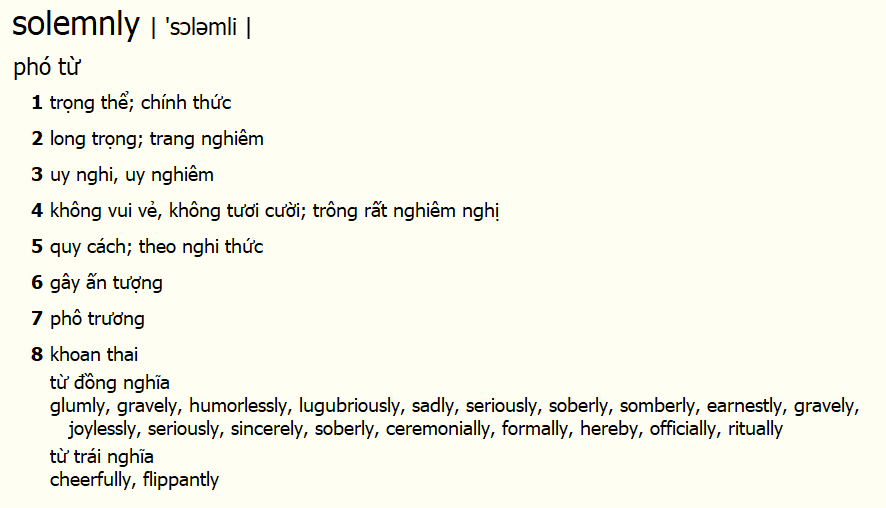 solemnly | 'sɔləmli |
phó từ
1 trọng thể; chính thức
2 long trọng; trang nghiêm
3 uy nghi, uy nghiêm
4 không vui vẻ, không tươi cười; trông rất nghiêm nghị
5 quy cách; theo nghi thức
6 gây ấn tượng
7 phô trương
8 khoan thai
từ đồng nghĩa
glumly, gravely, humorlessly, lugubriously, sadly, seriously, soberly, somberly, earnestly, gravely,
joylessly, seriously, sincerely, soberly, ceremonially, formally, hereby, officially, ritually
từ trái nghĩa
cheerfully, flippantly